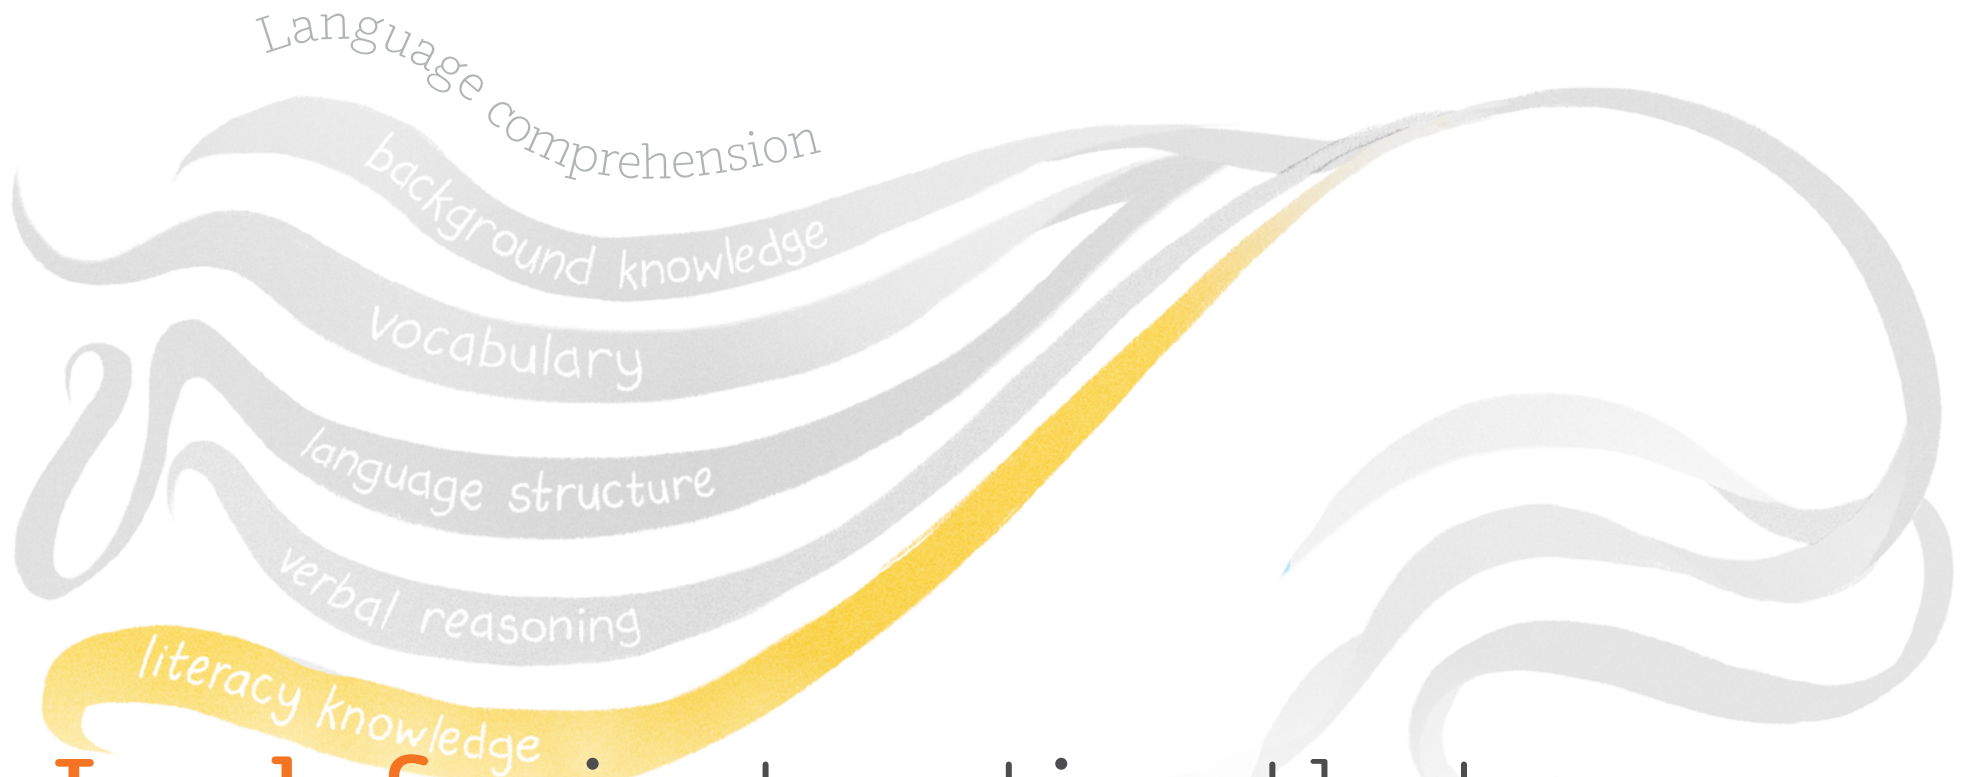 Language comprehension
background knowledge
vocabulary
language structure
verbal reasoning
literacy knowledge